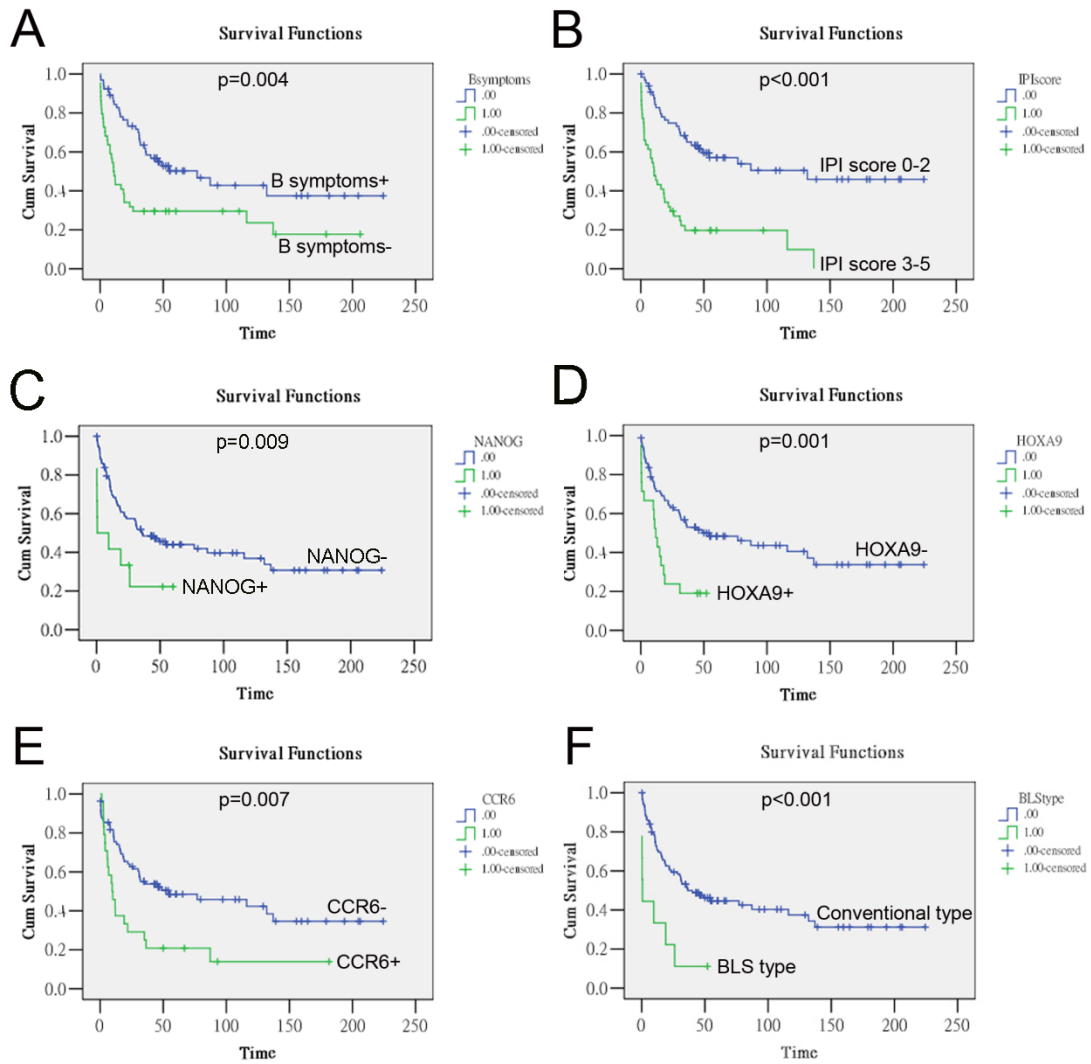 A
Survival Functions
p=0.004
Bsymptoms
.00
1.00
.00-censored
1.00-censored
B symptoms+
B symptoms-
Cum Survival
1.0
0.8
0.6
0.4
0.2
0.0
0 50 100 150 200 250
Time
B
Survival Functions
p<0.001
IPIscore
.00
1.00
.00-censored
1.00-censored
IPI score 0-2
IPI score 3-5
Cum Survival
1.0
0.8
0.6
0.4
0.2
0.0
0 50 100 150 200 250
Time
C
Survival Functions
p=0.009
NANOG
.00
1.00
.00-censored
1.00-censored
NANOG-
NANOG+
Cum Survival
1.0
0.8
0.6
0.4
0.2
0.0
0 50 100 150 200 250
Time
D
Survival Functions
p=0.001
HOXA9
.00
1.00
.00-censored
1.00-censored
HOXA9-
HOXA9+
Cum Survival
1.0
0.8
0.6
0.4
0.2
0.0
0 50 100 150 200 250
Time
E
Survival Functions
p=0.007
CCR6
.00
1.00
.00-censored
1.00-censored
CCR6-
CCR6+
Cum Survival
1.0
0.8
0.6
0.4
0.2
0.0
0 50 100 150 200 250
Time
F
Survival Functions
p<0.001
BLStype
.00
1.00
.00-censored
1.00-censored
Conventional type
BLS type
Cum Survival
1.0
0.8
0.6
0.4
0.2
0.0
0 50 100 150 200 250
Time